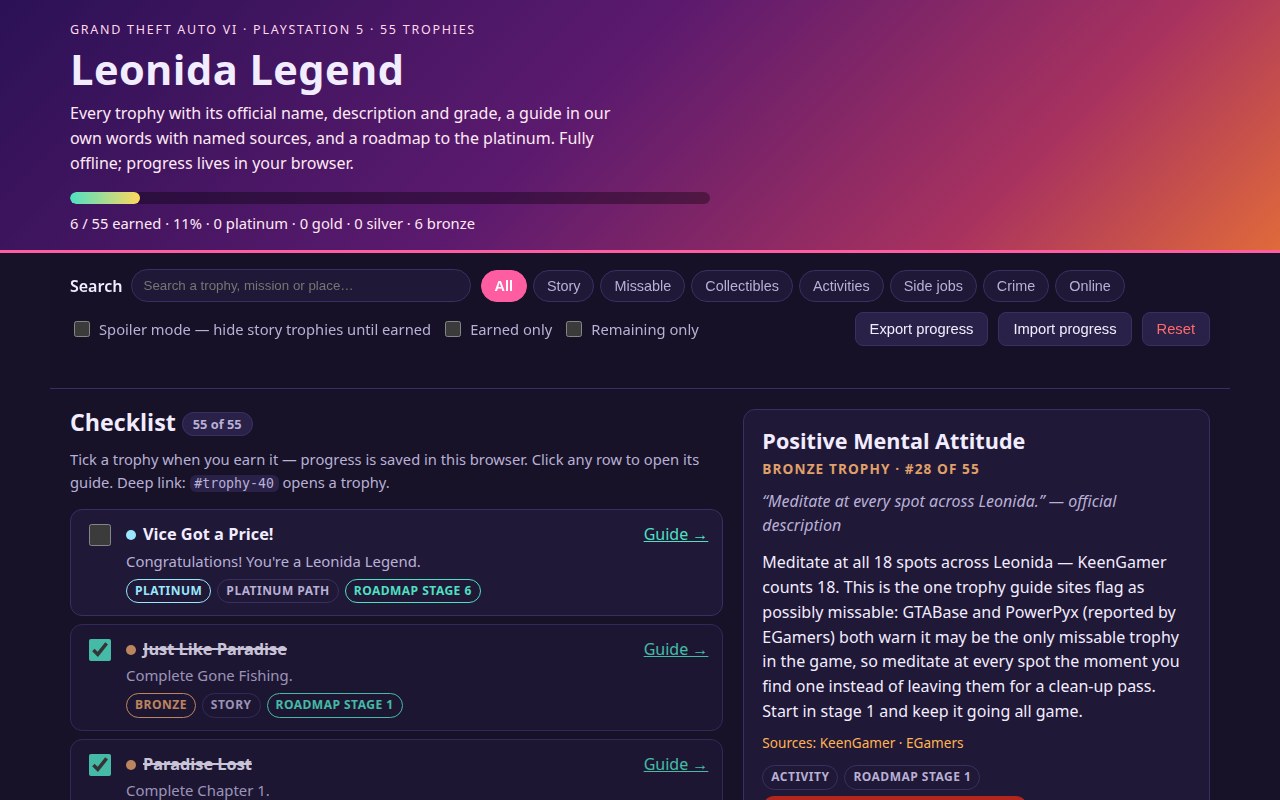 GRAND THEFT AUTO VI · PLAYSTATION 5 · 55 TROPHIES
Leonida Legend
Every trophy with its official name, description and grade, a guide in our
own words with named sources, and a roadmap to the platinum. Fully
offline; progress lives in your browser.
6 / 55 earned · 11% · 0 platinum · 0 gold · 0 silver · 6 bronze
Search Search a trophy, mission or place… All Story Missable Collectibles Activities Side jobs Crime Online
Spoiler mode — hide story trophies until earned Earned only Remaining only Export progress Import progress Reset
Checklist 55 of 55
Tick a trophy when you earn it — progress is saved in this browser. Click any row to open its
guide. Deep link: #trophy-40 opens a trophy.
Vice Got a Price! Guide →
Congratulations! You're a Leonida Legend.
PLATINUM PLATINUM PATH ROADMAP STAGE 6
Just Like Paradise Guide →
Complete Gone Fishing.
BRONZE STORY ROADMAP STAGE 1
Paradise Lost Guide →
Complete Chapter 1.
Positive Mental Attitude
BRONZE TROPHY · #28 OF 55
“Meditate at every spot across Leonida.” — official
description
Meditate at all 18 spots across Leonida — KeenGamer
counts 18. This is the one trophy guide sites flag as
possibly missable: GTABase and PowerPyx (reported by
EGamers) both warn it may be the only missable trophy
in the game, so meditate at every spot the moment you
find one instead of leaving them for a clean-up pass.
Start in stage 1 and keep it going all game.
Sources: KeenGamer · EGamers
ACTIVITY ROADMAP STAGE 1